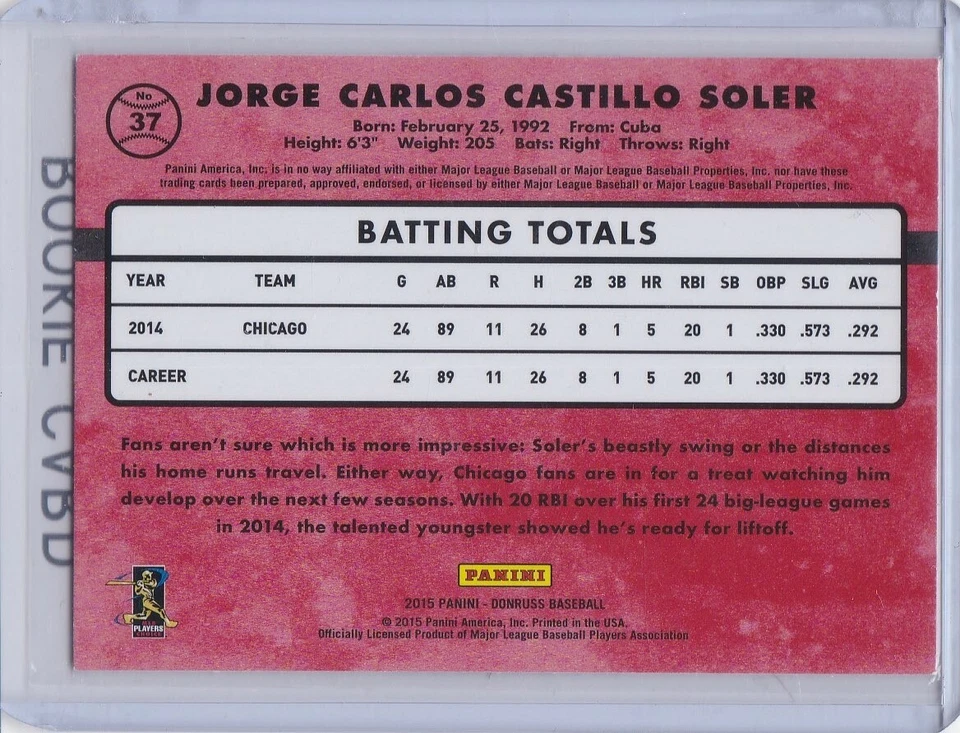 No
37
JORGE CARLOS CASTILLO SOLER
Born: February 25, 1992 From: Cuba
Height: 6'3" Weight: 205 Bats: Right Throws: Right
Panini America, Inc. is in no way affiliated with either Major League Baseball or Major League Baseball Properties, Inc. nor have these
trading cards been prepared, approved, endorsed, or licensed by either Major League Baseball or Major League Baseball Properties, Inc.
ROOKIE CARD
BATTING TOTALS
YEAR TEAM G AB R H 2B 3B HR RBI SB OBP SLG AVG
2014 CHICAGO 24 89 11 26 8 1 5 20 1 .330 .573 .292
CAREER 24 89 11 26 8 1 5 20 1 .330 .573 .292
Fans aren't sure which is more impressive: Soler's beastly swing or the distances
his home runs travel. Either way, Chicago fans are in for a treat watching him
develop over the next few seasons. With 20 RBI over his first 24 big-league games
in 2014, the talented youngster showed he's ready for liftoff.
PANINI
2015 PANINI - DONRUSS BASEBALL
© 2015 Panini America, Inc. Printed in the USA.
Officially Licensed Product of Major League Baseball Players Association
PLAYERS
CHOICE